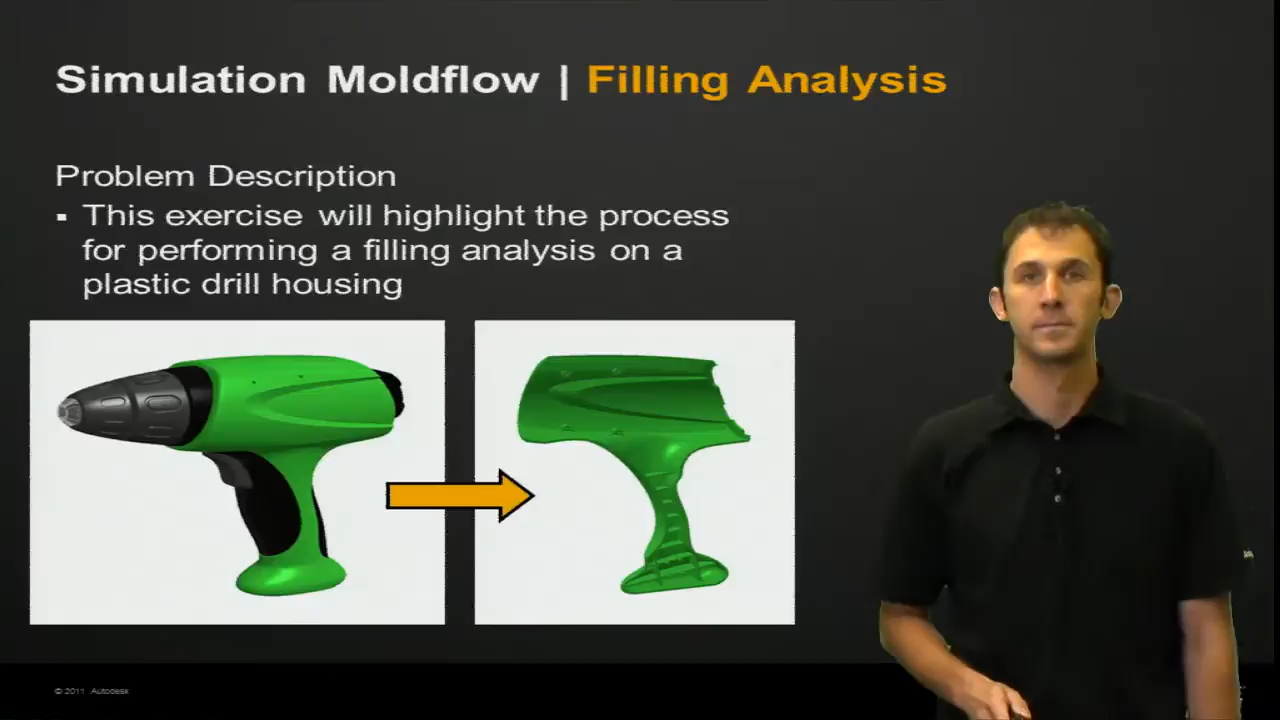 Simulation Moldflow | Filling Analysis
Problem Description
▪ This exercise will highlight the process
for performing a filling analysis on a
plastic drill housing
© 2011 Autodesk